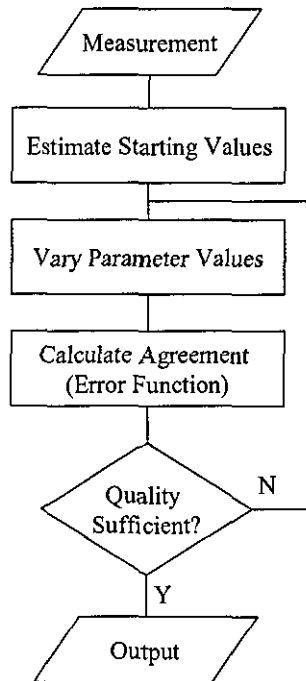 Measurement
Estimate Starting Values
Vary Parameter Values
Calculate Agreement
(Error Function)
Quality
Sufficient?
N
Y
Output